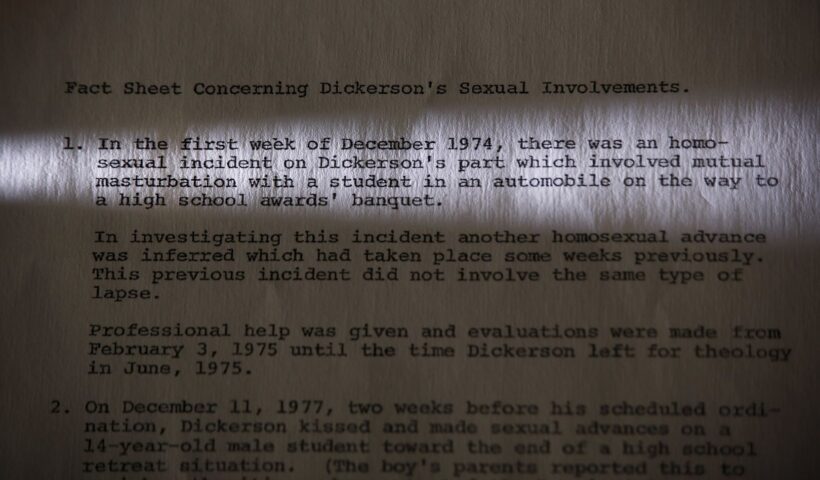 Fact Sheet Concerning Dickerson's Sexual Involvements.
1. In the first week of December 1974, there was an homo-
sexual incident on Dickerson's part which involved mutual
masturbation with a student in an automobile on the way to
a high school awards' banquet.
In investigating this incident another homosexual advance
was inferred which had taken place some weeks previously.
This previous incident did not involve the same type of
lapse.
Professional help was given and evaluations were made from
February 3, 1975 until the time Dickerson left for theology
in June, 1975.
2. On December 11, 1977, two weeks before his scheduled ordi-
nation, Dickerson kissed and made sexual advances on a
14-year-old male student toward the end of a high school
retreat situation. (The boy's parents reported this to